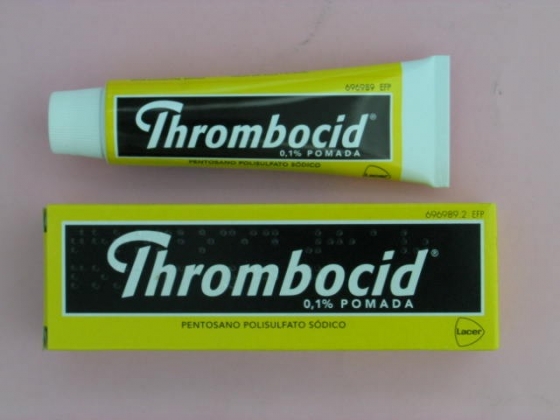 696989 EFP
Thrombocid®
0,1% POMADA
PENTOSANO POLISULFATO SÓDICO
696989.2 EFP
Thrombocid®
0,1% POMADA
PENTOSANO POLISULFATO SÓDICO
Lacer